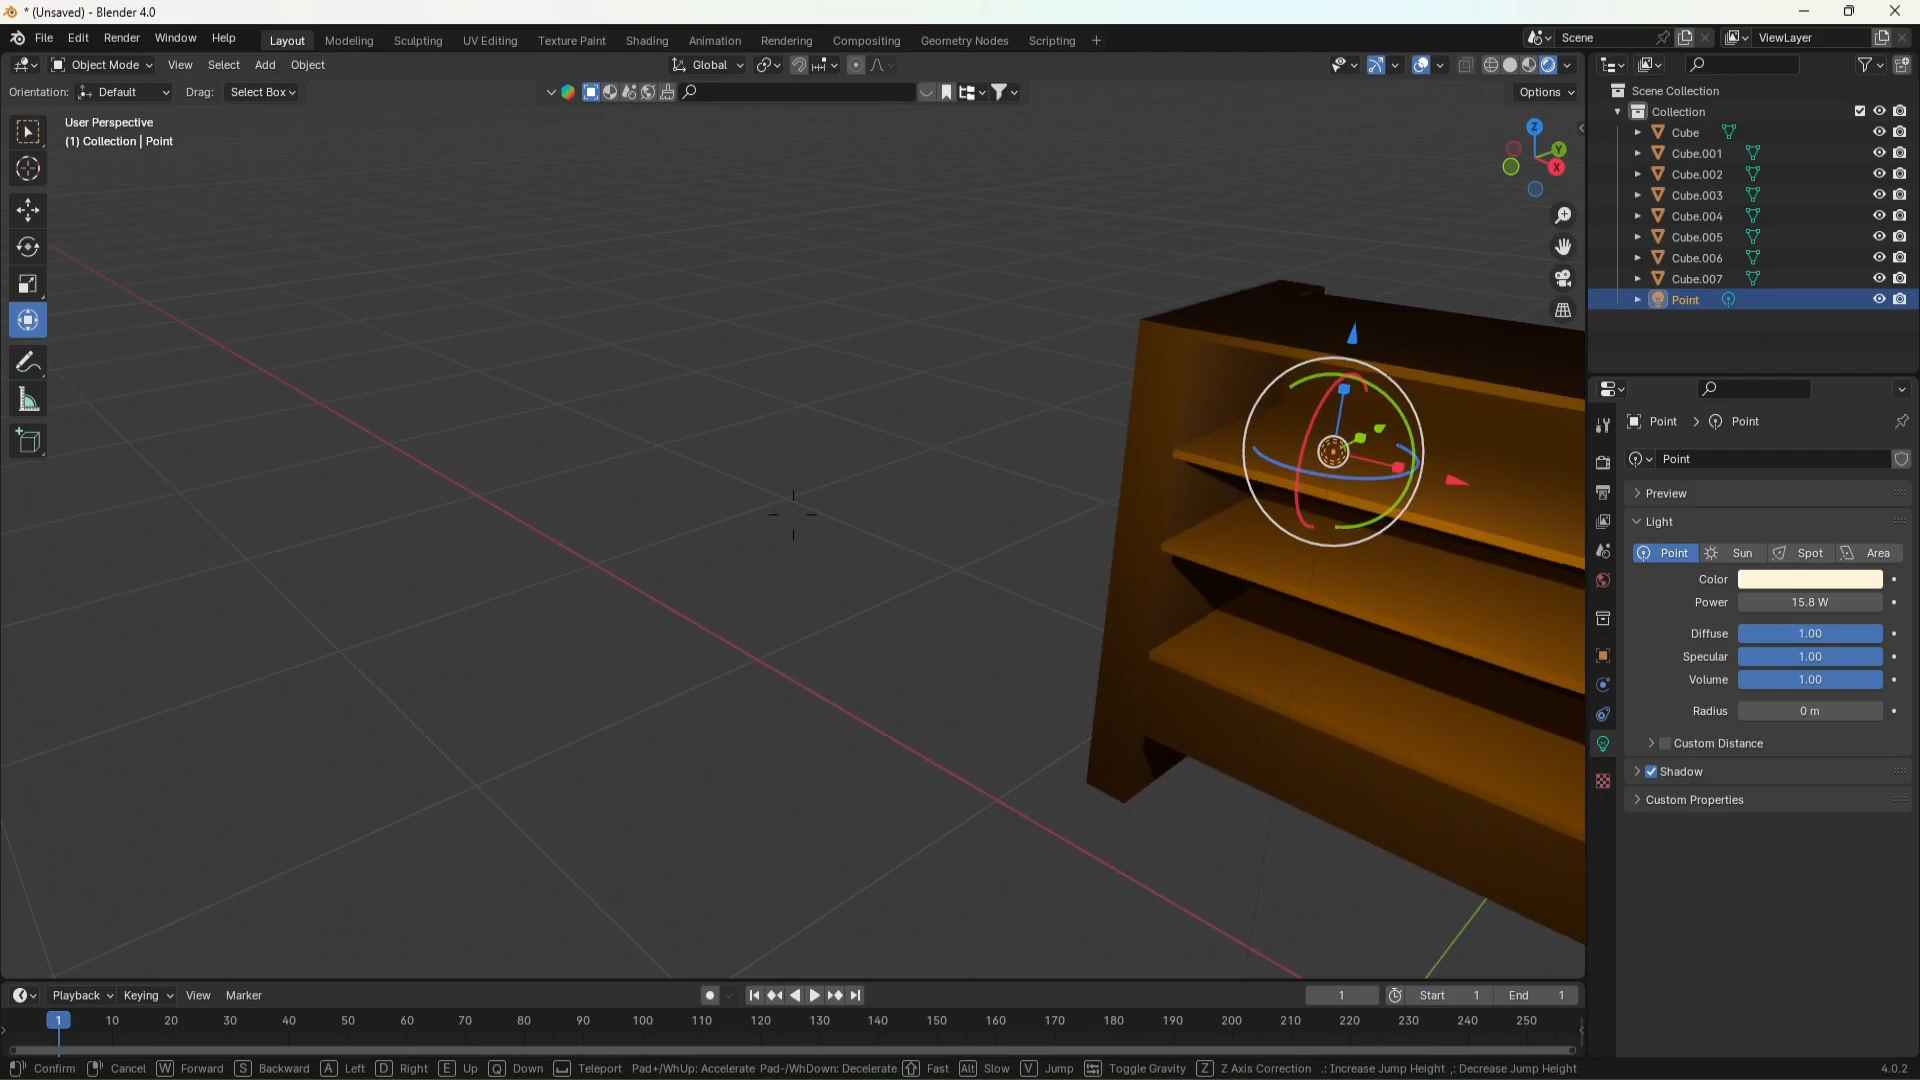 * (Unsaved) - Blender 4.0
File Edit Render Window Help Layout Modeling Sculpting UV Editing Texture Paint Shading Animation Rendering Compositing Geometry Nodes Scripting + Scene ViewLayer
Object Mode View Select Add Object Global
Orientation: Default Drag: Select Box Options
User Perspective
(1) Collection | Point
Z
Y
X
Scene Collection
Collection
Cube
Cube.001
Cube.002
Cube.003
Cube.004
Cube.005
Cube.006
Cube.007
Point
Point > Point
Point
Preview
Light
Point Sun Spot Area
Color
Power 15.8 W
Diffuse 1.00
Specular 1.00
Volume 1.00
Radius 0 m
Custom Distance
Shadow
Custom Properties
Playback Keying View Marker 1 Start 1 End 1
1 10 20 30 40 50 60 70 80 90 100 110 120 130 140 150 160 170 180 190 200 210 220 230 240 250
Confirm Cancel W Forward S Backward A Left D Right E Up Q Down Teleport Pad+/WhUp: Accelerate Pad-/WhDown: Decelerate Fast Alt Slow V Jump Toggle Gravity Z Z Axis Correction .: Increase Jump Height ,: Decrease Jump Height 4.0.2